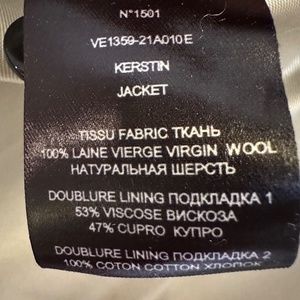 N°1501
VE1359-21A010E
KERSTIN
JACKET
TISSU FABRIC ТКАНЬ
100% LAINE VIERGE VIRGIN WOOL
НАТУРАЛЬНАЯ ШЕРСТЬ
DOUBLURE LINING ПОДКЛАДКА 1
53% VISCOSE ВИСКОЗА
47% CUPRO КУПРО
DOUBLURE LINING ПОДКЛАДКА 2
100% COTON COTTON ХЛОПОК